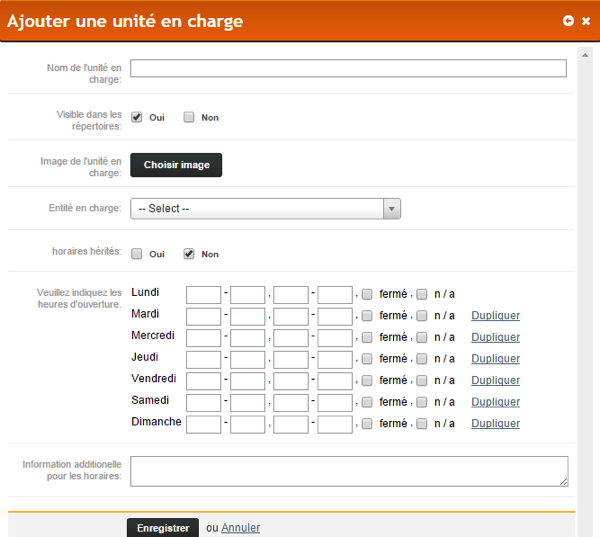 Ajouter une unité en charge
Nom de l'unité en
charge:
Visible dans les
répertoires:
Oui Non
Image de l'unité en
charge:
Choisir image
Entité en charge:
-- Select --
horaires hérités:
Oui Non
Veuillez indiquez les
heures d'ouverture.
Lundi - , - , fermé , n / a
Mardi - , - , fermé , n / a Dupliquer
Mercredi - , - , fermé , n / a Dupliquer
Jeudi - , - , fermé , n / a Dupliquer
Vendredi - , - , fermé , n / a Dupliquer
Samedi - , - , fermé , n / a Dupliquer
Dimanche - , - , fermé , n / a Dupliquer
Information additionelle
pour les horaires:
Enregistrer ou Annuler